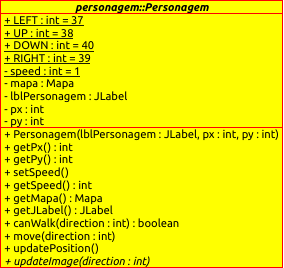 personagem::Personagem
+ LEFT : int = 37
+ UP : int = 38
+ DOWN : int = 40
+ RIGHT : int = 39
- speed : int = 1
- mapa : Mapa
- lblPersonagem : JLabel
- px : int
- py : int
+ Personagem(lblPersonagem : JLabel, px : int, py : int)
+ getPx() : int
+ getPy() : int
+ setSpeed()
+ getSpeed() : int
+ getMapa() : Mapa
+ getJLabel() : JLabel
+ canWalk(direction : int) : boolean
+ move(direction : int)
+ updatePosition()
+ updateImage(direction : int)